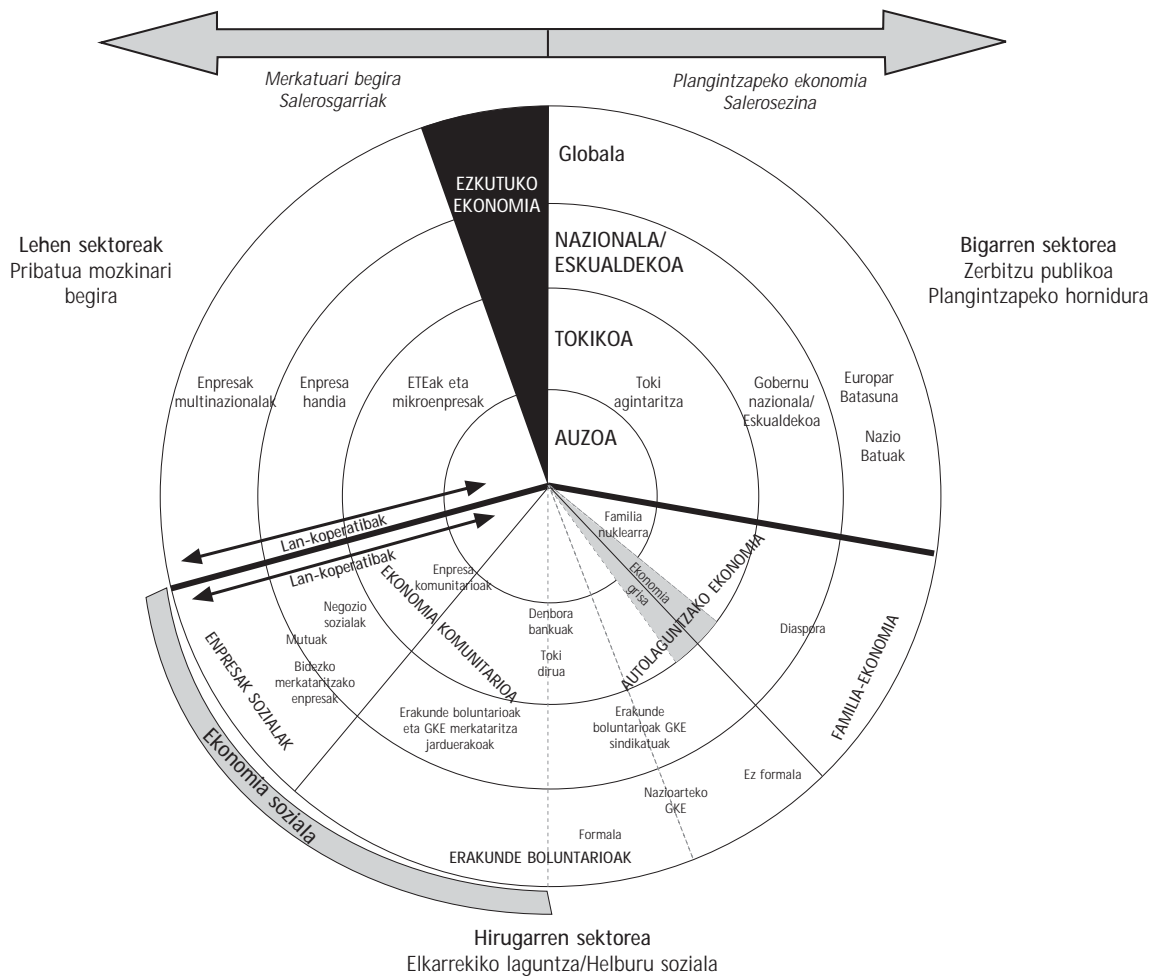 Merkatuari begira
Salerosgarriak
Plangintzapeko ekonomia
Salerosezina
Globala
EZKUTUKO
EKONOMIA
NAZIONALA/
ESKUALDEKOA
Lehen sektoreak
Pribatua mozkinari
begira
Bigarren sektorea
Zerbitzu publikoa
Plangintzapeko hornidura
TOKIKOA
Enpresak
multinazionalak
Enpresa
handia
ETEak eta
mikroenpresak
Toki
agintaritza
Gobernu
nazionala/
Eskualdekoa
Europar
Batasuna
Nazio
Batuak
AUZOA
Lan-koperatibak
Lan-koperatibak
Familia
nuklearra
Ekonomia
grisa
Enpresa
komunitarioak
EKONOMIA KOMUNITARIOA
AUTOLAGUNTZAKO EKONOMIA
Negozio
sozialak
Mutuak
Bidezko
merkataritzako
enpresak
Denbora
bankuak
Toki
dirua
Diaspora
FAMILIA-EKONOMIA
ENPRESAK SOZIALAK
Ekonomia soziala
Erakunde boluntarioak
eta GKE merkataritza
jarduerakoak
Erakunde
boluntarioak GKE
sindikatuak
Ez formala
Nazioarteko
GKE
Formala
ERAKUNDE BOLUNTARIOAK
Hirugarren sektorea
Elkarrekiko laguntza/Helburu soziala